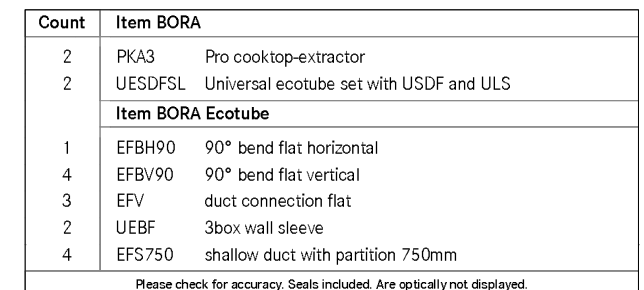 Count Item BORA
2 PKA3 Pro cooktop-extractor
2 UESDFSL Universal ecotube set with USDF and ULS
Item BORA Ecotube
1 EFBH90 90° bend flat horizontal
4 EFBV90 90° bend flat vertical
3 EFV duct connection flat
2 UEBF 3box wall sleeve
4 EFS750 shallow duct with partition 750mm
Please check for accuracy. Seals included. Are optically not displayed.